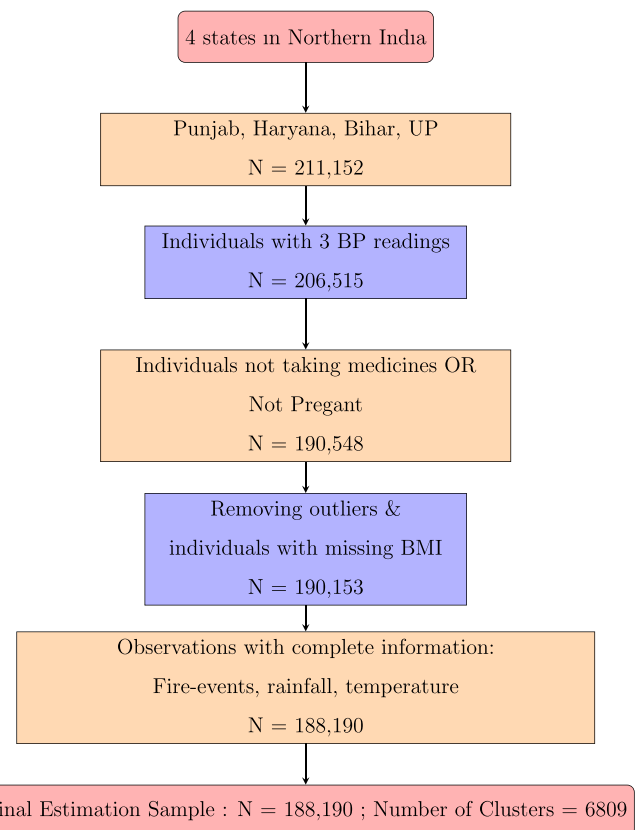 4 states in Northern India
Punjab, Haryana, Bihar, UP
N = 211,152
Individuals with 3 BP readings
N = 206,515
Individuals not taking medicines OR
Not Pregant
N = 190,548
Removing outliers &
individuals with missing BMI
N = 190,153
Observations with complete information:
Fire-events, rainfall, temperature
N = 188,190
inal Estimation Sample : N = 188,190 ; Number of Clusters = 6809